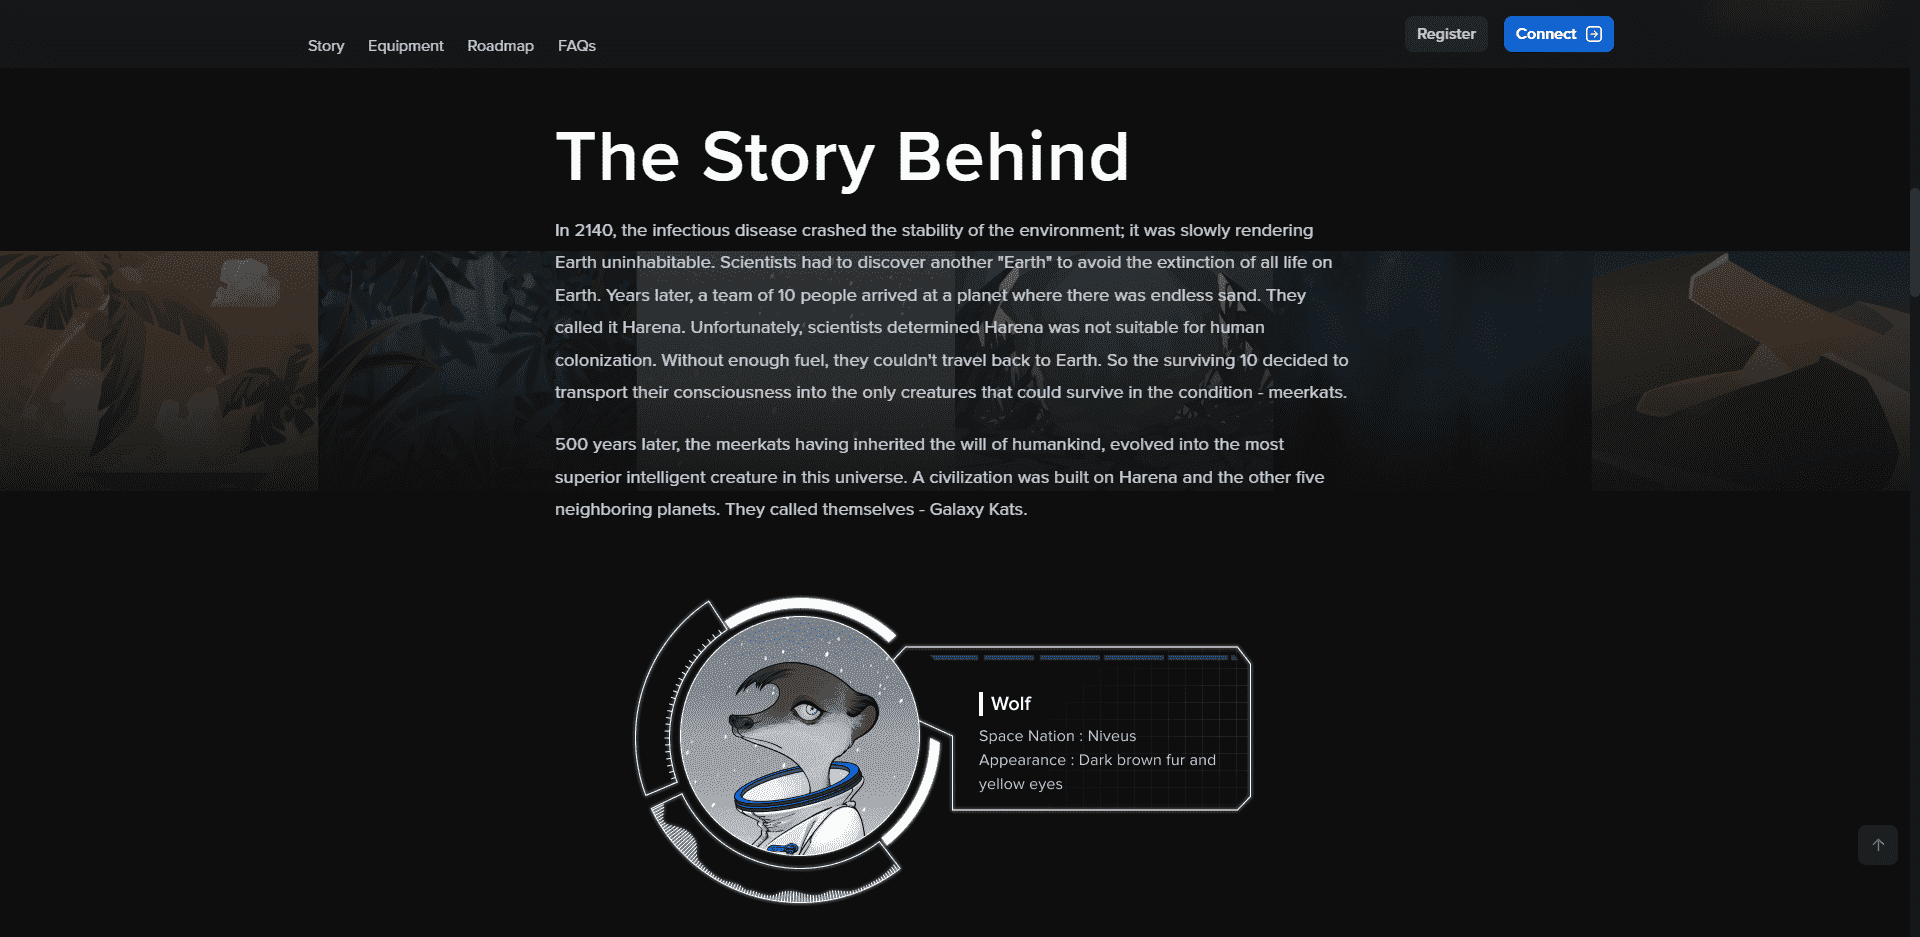 Story Equipment Roadmap FAQs Register Connect
The Story Behind
In 2140, the infectious disease crashed the stability of the environment; it was slowly rendering
Earth uninhabitable. Scientists had to discover another "Earth" to avoid the extinction of all life on
Earth. Years later, a team of 10 people arrived at a planet where there was endless sand. They
called it Harena. Unfortunately, scientists determined Harena was not suitable for human
colonization. Without enough fuel, they couldn't travel back to Earth. So the surviving 10 decided to
transport their consciousness into the only creatures that could survive in the condition - meerkats.
500 years later, the meerkats having inherited the will of humankind, evolved into the most
superior intelligent creature in this universe. A civilization was built on Harena and the other five
neighboring planets. They called themselves - Galaxy Kats.
Wolf
Space Nation : Niveus
Appearance : Dark brown fur and
yellow eyes